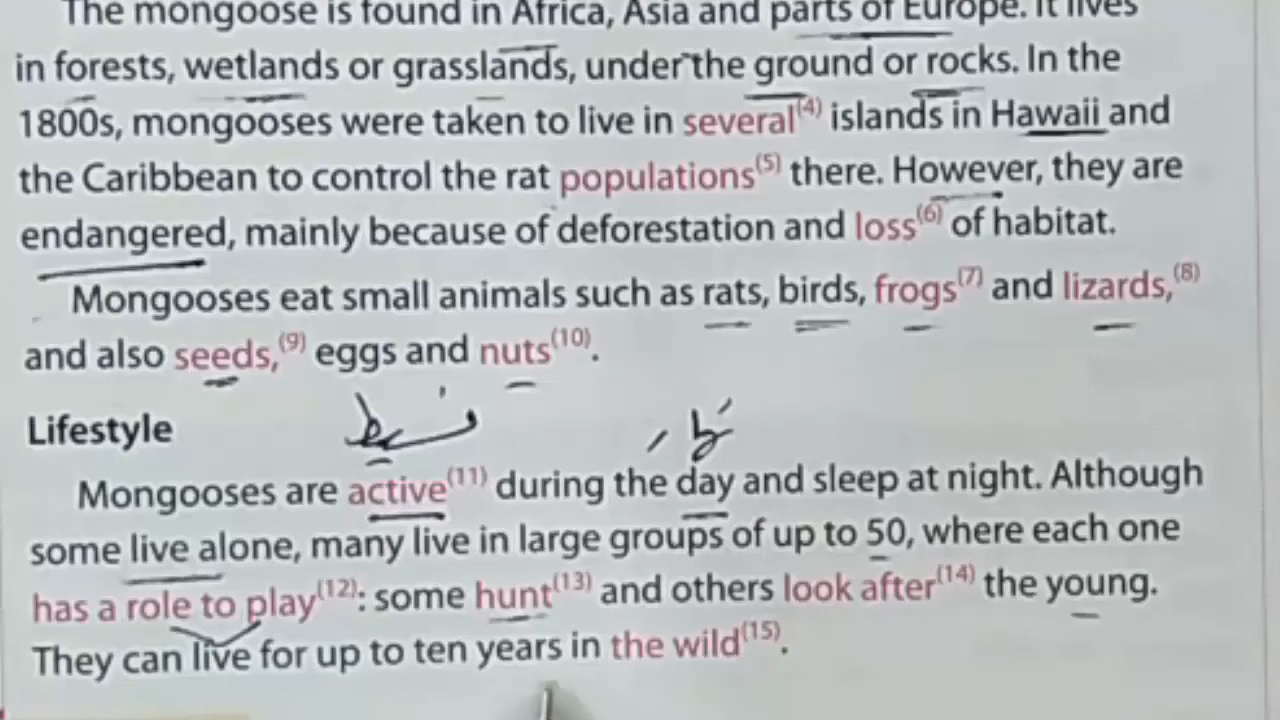 The mongoose is found in Africa, Asia and parts of Europe. It lives
in forests, wetlands or grasslands, under the ground or rocks. In the
1800s, mongooses were taken to live in several(4) islands in Hawaii and
the Caribbean to control the rat populations(5) there. However, they are
endangered, mainly because of deforestation and loss(6) of habitat.
Mongooses eat small animals such as rats, birds, frogs(7) and lizards,(8)
and also seeds,(9) eggs and nuts(10).
Lifestyle
نشيط
Mongooses are active(11) during the day and sleep at night. Although
some live alone, many live in large groups of up to 50, where each one
has a role to play(12): some hunt(13) and others look after(14) the young.
They can live for up to ten years in the wild(15).